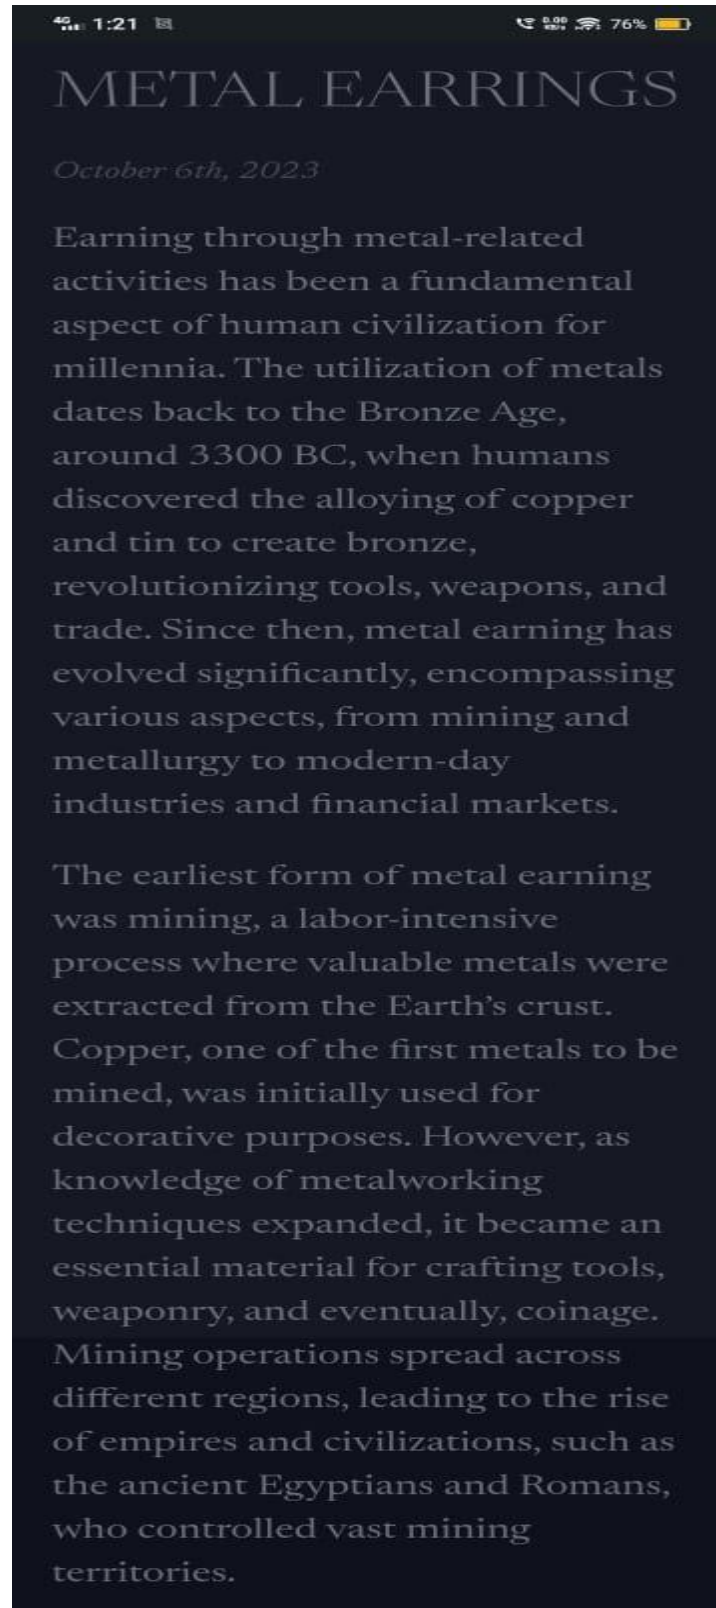 4G 1:21 0.00 KB/s 76%
METAL EARRINGS
October 6th, 2023
Earning through metal-related
activities has been a fundamental
aspect of human civilization for
millennia. The utilization of metals
dates back to the Bronze Age,
around 3300 BC, when humans
discovered the alloying of copper
and tin to create bronze,
revolutionizing tools, weapons, and
trade. Since then, metal earning has
evolved significantly, encompassing
various aspects, from mining and
metallurgy to modern-day
industries and financial markets.
The earliest form of metal earning
was mining, a labor-intensive
process where valuable metals were
extracted from the Earth’s crust.
Copper, one of the first metals to be
mined, was initially used for
decorative purposes. However, as
knowledge of metalworking
techniques expanded, it became an
essential material for crafting tools,
weaponry, and eventually, coinage.
Mining operations spread across
different regions, leading to the rise
of empires and civilizations, such as
the ancient Egyptians and Romans,
who controlled vast mining
territories.